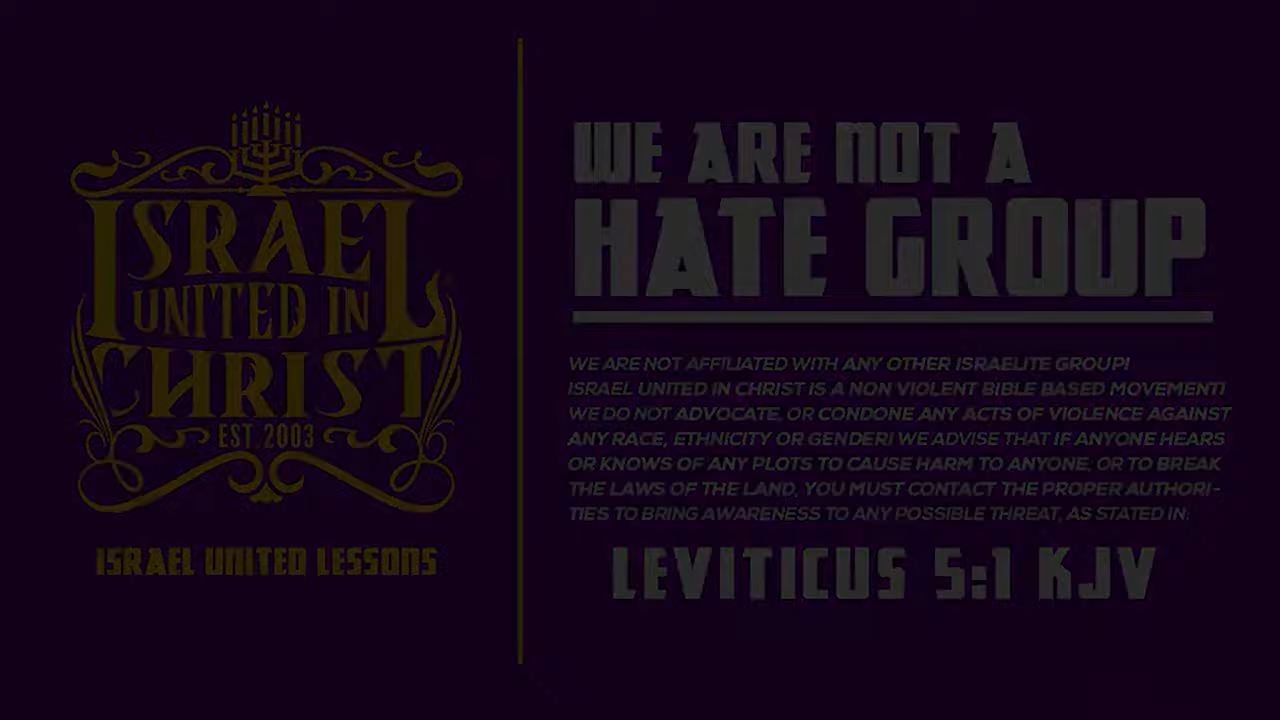 ISRAEL
UNITED IN
CHRIST
EST. 2003
ISRAEL UNITED LESSONS
WE ARE NOT A
HATE GROUP
WE ARE NOT AFFILIATED WITH ANY OTHER ISRAELITE GROUP!
ISRAEL UNITED IN CHRIST IS A NON VIOLENT BIBLE BASED MOVEMENT!
WE DO NOT ADVOCATE, OR CONDONE ANY ACTS OF VIOLENCE AGAINST
ANY RACE, ETHNICITY OR GENDER! WE ADVISE THAT IF ANYONE HEARS
OR KNOWS OF ANY PLOTS TO CAUSE HARM TO ANYONE, OR TO BREAK
THE LAWS OF THE LAND, YOU MUST CONTACT THE PROPER AUTHORI-
TIES TO BRING AWARENESS TO ANY POSSIBLE THREAT, AS STATED IN:
LEVITICUS 5:1 KJV